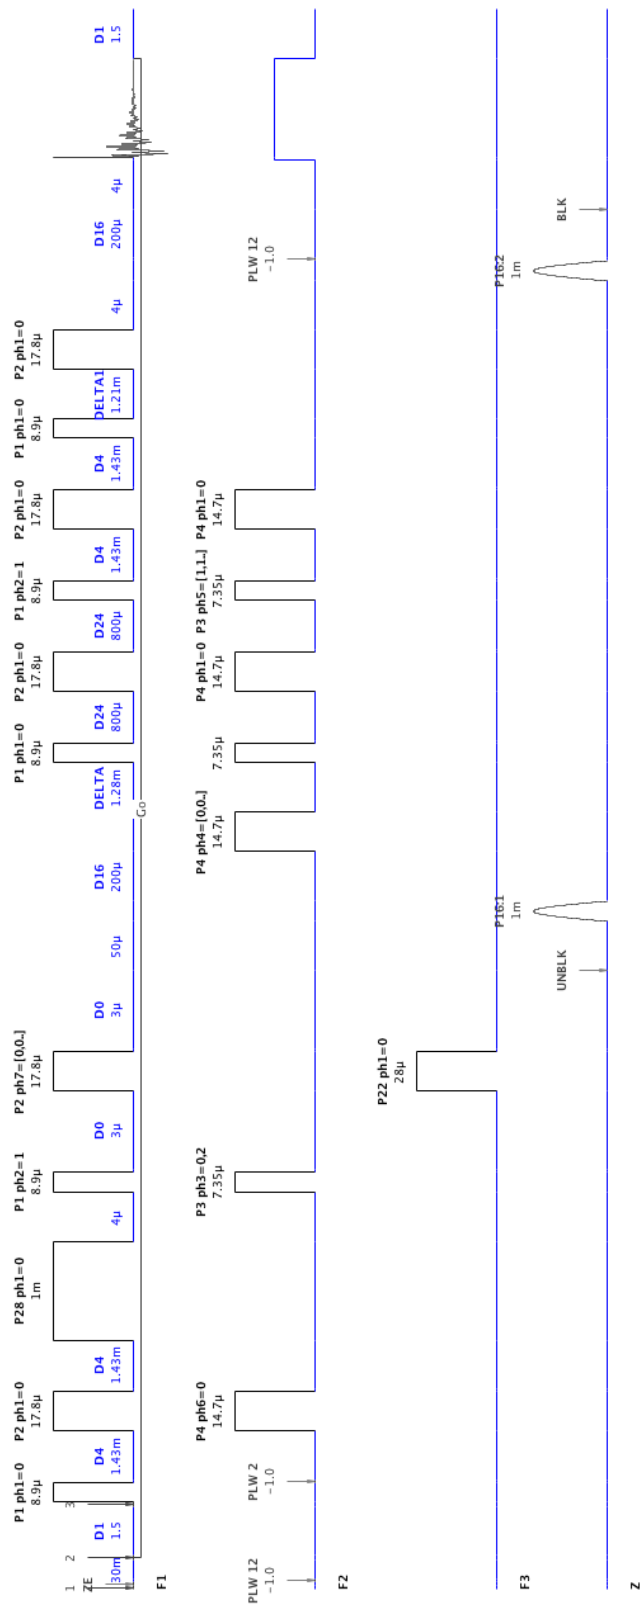 1
ZE
30m
2
D1
1.5
3
P1 ph1=0
8.9µ
D4
1.43m
P2 ph1=0
17.8µ
D4
1.43m
P28 ph1=0
1m
4µ
P1 ph2=1
8.9µ
D0
3µ
P2 ph7=[0,0..]
17.8µ
D0
3µ
50µ
D16
200µ
Go
DELTA
1.28m
P1 ph1=0
8.9µ
D24
800µ
P2 ph1=0
17.8µ
D24
800µ
P1 ph2=1
8.9µ
D4
1.43m
P2 ph1=0
17.8µ
D4
1.43m
P1 ph1=0
8.9µ
DELTA1
1.21m
P2 ph1=0
17.8µ
4µ
D16
200µ
4µ
D1
1.5
F1
PLW 12
-1.0
PLW 2
-1.0
P4 ph6=0
14.7µ
P3 ph3=0,2
7.35µ
P4 ph4=[0,0..]
14.7µ
7.35µ
P4 ph1=0
14.7µ
P3 ph5=[1,1..]
7.35µ
P4 ph1=0
14.7µ
PLW 12
-1.0
F2
P22 ph1=0
28µ
F3
UNBLK
P16:1
1m
P16:2
1m
BLK
Z